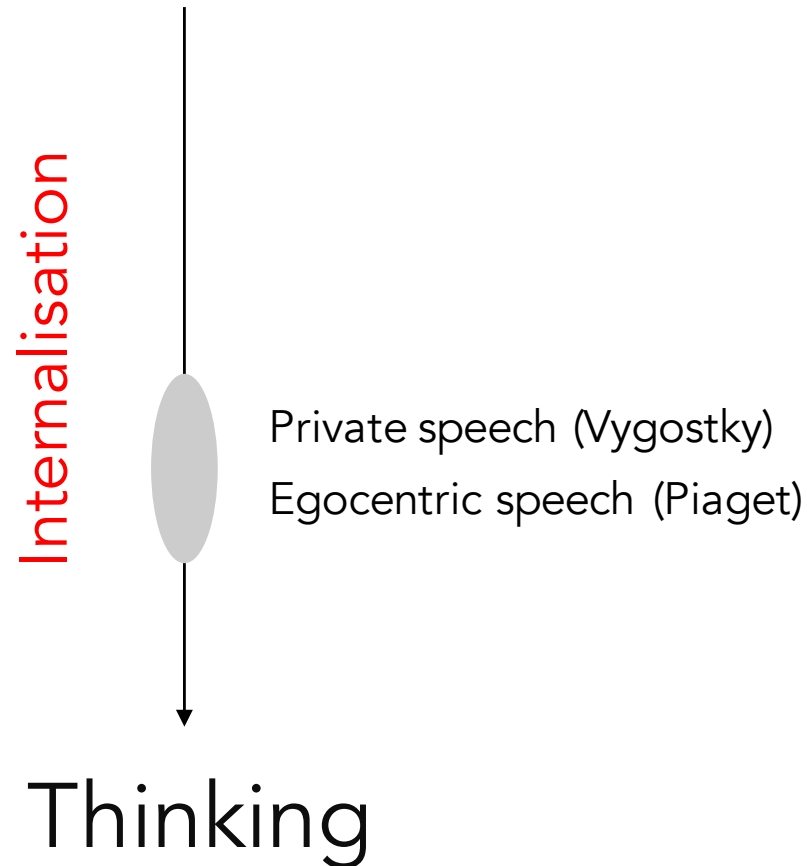 Internalisation
Private speech (Vygostky)
Egocentric speech (Piaget)
Thinking